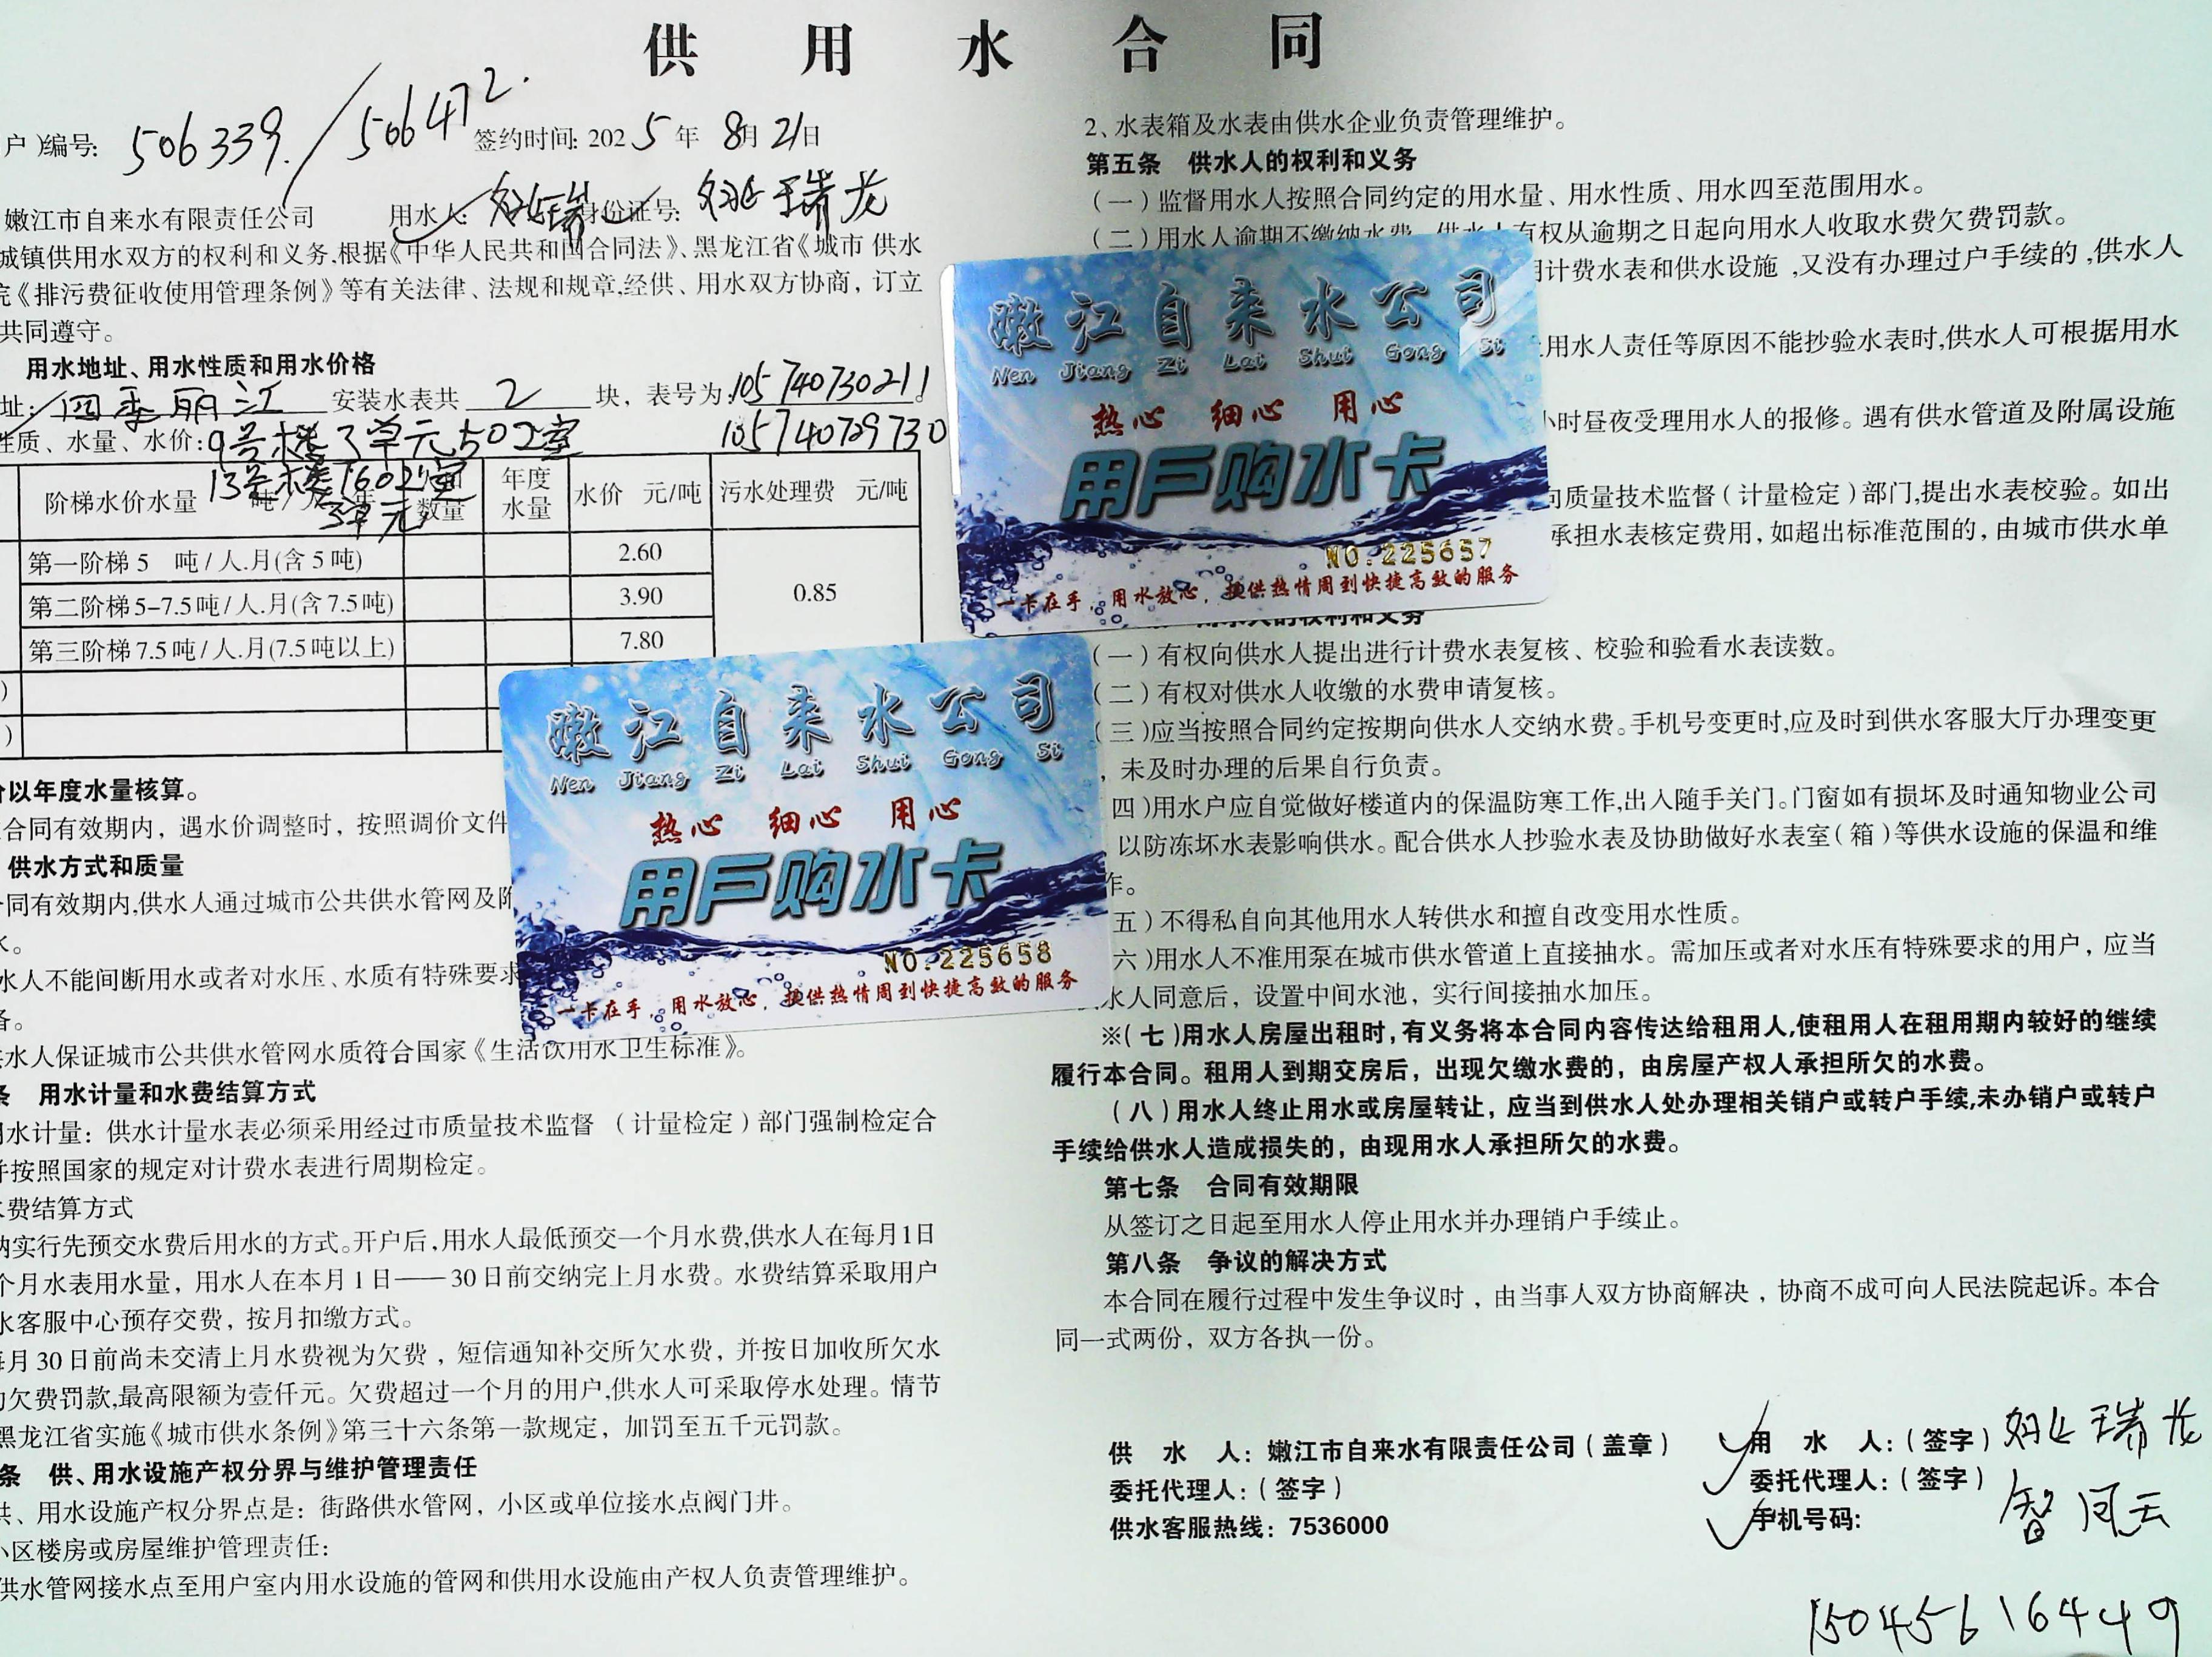 供用水合同
户）编号: 506339. / 506472.
签约时间: 2025年 8月21日
嫩江市自来水有限责任公司 用水人: 姚瑞 身份证号: 姚瑞龙
城镇供用水双方的权利和义务,根据《中华人民共和国合同法》、黑龙江省《城市 供水
《排污费征收使用管理条例》等有关法律、法规和规章,经供、用水双方协商，订立
共同遵守。
用水地址、用水性质和用水价格
址: 四季丽江 安装水表共 2 块，表号为: 105740730211。
性质、水量、水价: 9号楼3单元502室 105740729730
13号楼1602室
3单元
阶梯水价水量 吨/人 数量 年度水量 水价 元/吨 污水处理费 元/吨
第一阶梯 5 吨/人.月(含5吨) 2.60 0.85
第二阶梯 5-7.5吨/人.月(含7.5吨) 3.90
第三阶梯 7.5吨/人.月(7.5吨以上) 7.80
）
）
价以年度水量核算。
合同有效期内，遇水价调整时，按照调价文件
供水方式和质量
合同有效期内,供水人通过城市公共供水管网及附
水。
水人不能间断用水或者对水压、水质有特殊要求
备。
供水人保证城市公共供水管网水质符合国家《生活饮用水卫生标准》。
条 用水计量和水费结算方式
用水计量：供水计量水表必须采用经过市质量技术监督（计量检定）部门强制检定合
并按照国家的规定对计费水表进行周期检定。
水费结算方式
纳实行先预交水费后用水的方式。开户后,用水人最低预交一个月水费,供水人在每月1日
个月水表用水量，用水人在本月1日——30日前交纳完上月水费。水费结算采取用户
水客服中心预存交费，按月扣缴方式。
每月30日前尚未交清上月水费视为欠费，短信通知补交所欠水费，并按日加收所欠水
的欠费罚款,最高限额为壹仟元。欠费超过一个月的用户,供水人可采取停水处理。情节
黑龙江省实施《城市供水条例》第三十六条第一款规定，加罚至五千元罚款。
条 供、用水设施产权分界与维护管理责任
供、用水设施产权分界点是：街路供水管网，小区或单位接水点阀门井。
小区楼房或房屋维护管理责任：
供水管网接水点至用户室内用水设施的管网和供用水设施由产权人负责管理维护。
2、水表箱及水表由供水企业负责管理维护。
第五条 供水人的权利和义务
（一）监督用水人按照合同约定的用水量、用水性质、用水四至范围用水。
（二）用水人逾期不缴纳水费，供水人有权从逾期之日起向用水人收取水费欠费罚款。
用计费水表和供水设施,又没有办理过户手续的,供水人
用水人责任等原因不能抄验水表时,供水人可根据用水
小时昼夜受理用水人的报修。遇有供水管道及附属设施
向质量技术监督（计量检定）部门,提出水表校验。如出
承担水表核定费用,如超出标准范围的，由城市供水单
用水人的权利和义务
（一）有权向供水人提出进行计费水表复核、校验和验看水表读数。
（二）有权对供水人收缴的水费申请复核。
（三）应当按照合同约定按期向供水人交纳水费。手机号变更时,应及时到供水客服大厅办理变更
，未及时办理的后果自行负责。
四）用水户应自觉做好楼道内的保温防寒工作,出入随手关门。门窗如有损坏及时通知物业公司
以防冻坏水表影响供水。配合供水人抄验水表及协助做好水表室（箱）等供水设施的保温和维
作。
五）不得私自向其他用水人转供水和擅自改变用水性质。
六）用水人不准用泵在城市供水管道上直接抽水。需加压或者对水压有特殊要求的用户，应当
水人同意后，设置中间水池，实行间接抽水加压。
※（七）用水人房屋出租时,有义务将本合同内容传达给租用人,使租用人在租用期内较好的继续
履行本合同。租用人到期交房后，出现欠缴水费的，由房屋产权人承担所欠的水费。
（八）用水人终止用水或房屋转让，应当到供水人处办理相关销户或转户手续,未办销户或转户
手续给供水人造成损失的，由现用水人承担所欠的水费。
第七条 合同有效期限
从签订之日起至用水人停止用水并办理销户手续止。
第八条 争议的解决方式
本合同在履行过程中发生争议时，由当事人双方协商解决，协商不成可向人民法院起诉。本合
同一式两份，双方各执一份。
供 水 人：嫩江市自来水有限责任公司（盖章）
委托代理人：（签字）
供水客服热线：7536000
用 水 人：（签字）姚瑞龙
委托代理人：（签字）
智凤云
手机号码：
15045616449
嫩江自来水公司
Nen Jiang Zi Lai Shui Gong Si
热心 细心 用心
用户购水卡
NO.225657
一卡在手，用水放心，提供热情周到快捷高效的服务
嫩江自来水公司
Nen Jiang Zi Lai Shui Gong Si
热心 细心 用心
用户购水卡
NO.225658
一卡在手，用水放心，提供热情周到快捷高效的服务